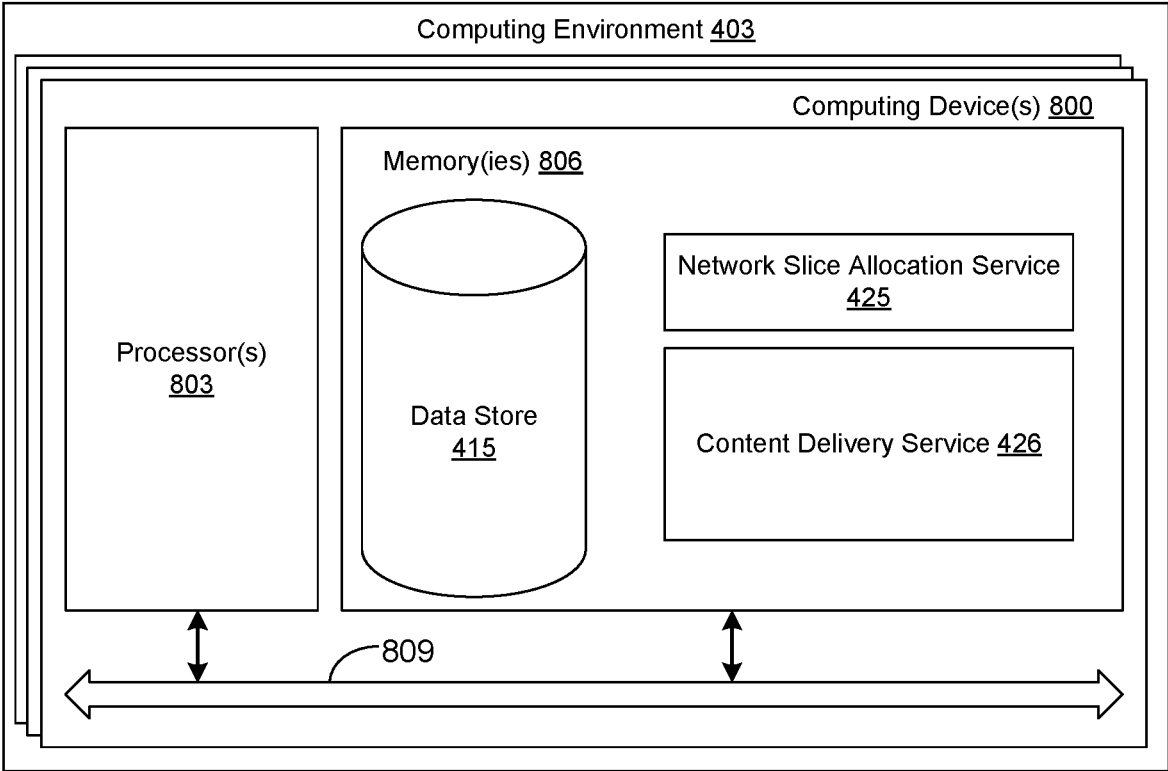 Computing Environment 403
Computing Device(s) 800
Memory(ies) 806
Network Slice Allocation Service
425
Processor(s)
803
Data Store
415
Content Delivery Service 426
809